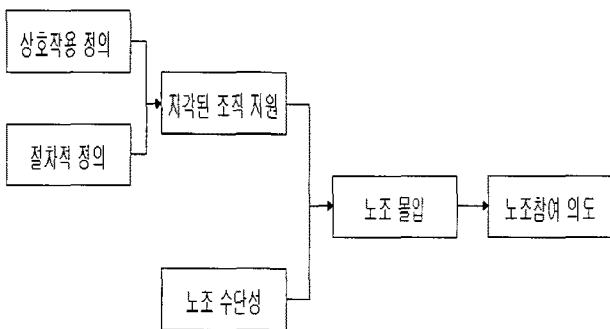 상호작용 정의
지각된 조직 지원
절차적 정의
노조 몰입
노조참여 의도
노조 수단성